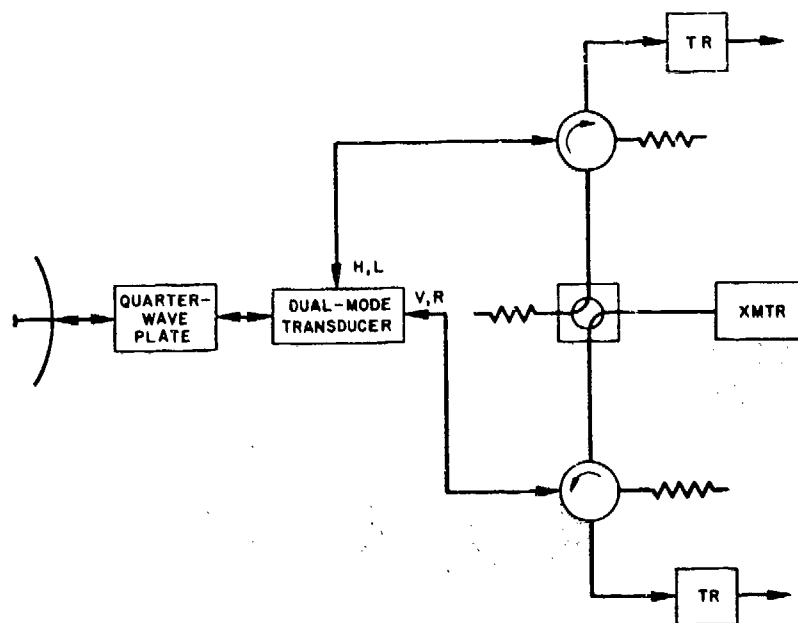 TR
H,L
V,R
QUARTER-
WAVE
PLATE
DUAL-MODE
TRANSDUCER
XMTR
TR